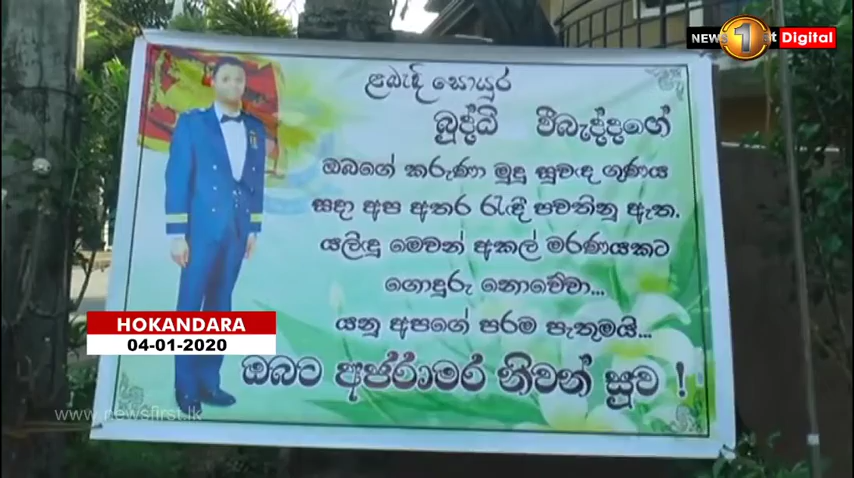 NEWS 1st Digital
ළබැඳි සොයුර
බුද්ධි වීබැද්දගේ
ඔබගේ කරුණා මුදු සුවඳ ගුණය
සදා අප අතර රැඳී පවතිනු ඇත.
යලිඳු මෙවන් අකල් මරණයකට
ගොදුරු නොවේවා...
යනු අපගේ පරම පැතුමයි...
ඔබට අජරාමර නිවන් සුව !
HOKANDARA
04-01-2020
www.newsfirst.lk